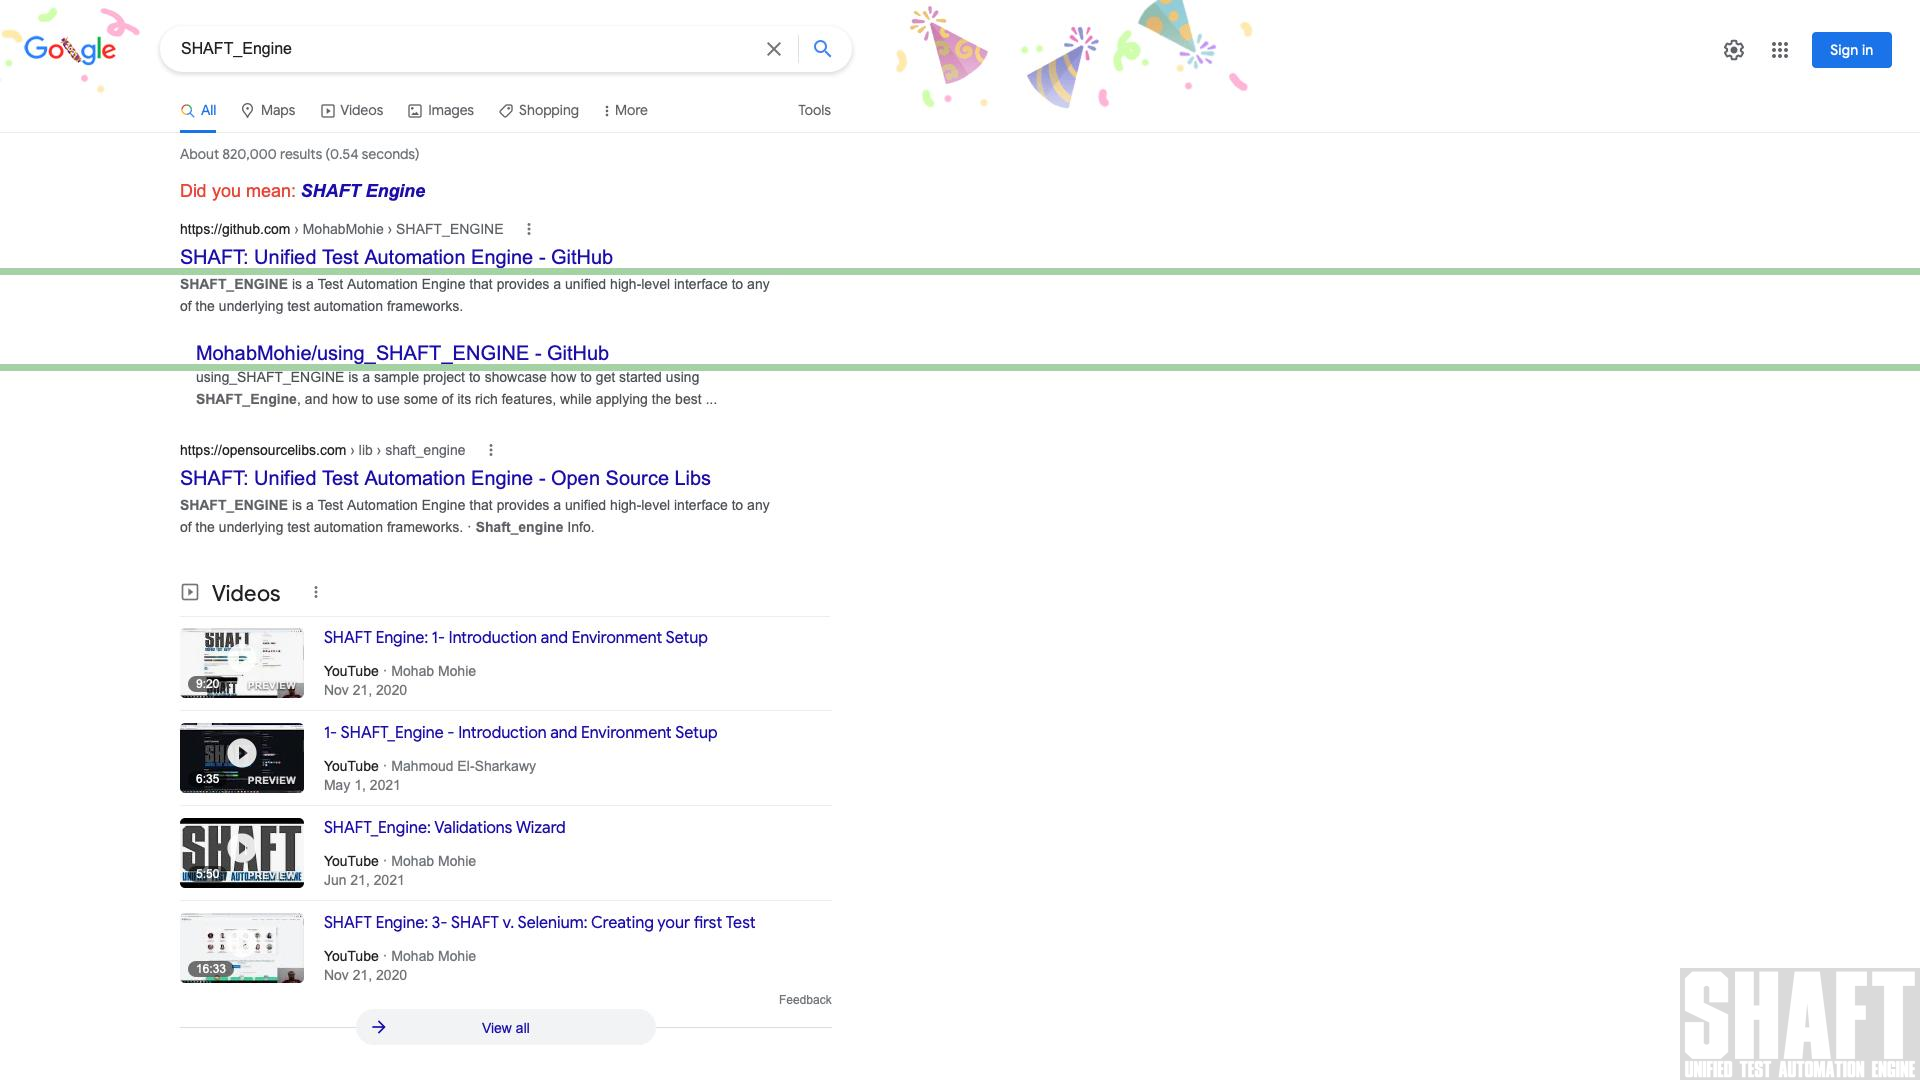 Google
SHAFT_Engine
Sign in
All Maps Videos Images Shopping More Tools
About 820,000 results (0.54 seconds)
Did you mean: SHAFT Engine
https://github.com › MohabMohie › SHAFT_ENGINE
SHAFT: Unified Test Automation Engine - GitHub
SHAFT_ENGINE is a Test Automation Engine that provides a unified high-level interface to any
of the underlying test automation frameworks.
MohabMohie/using_SHAFT_ENGINE - GitHub
using_SHAFT_ENGINE is a sample project to showcase how to get started using
SHAFT_Engine, and how to use some of its rich features, while applying the best ...
https://opensourcelibs.com › lib › shaft_engine
SHAFT: Unified Test Automation Engine - Open Source Libs
SHAFT_ENGINE is a Test Automation Engine that provides a unified high-level interface to any
of the underlying test automation frameworks. · Shaft_engine Info.
Videos
SHAFT
9:20 PREVIEW
SHAFT Engine: 1- Introduction and Environment Setup
YouTube · Mohab Mohie
Nov 21, 2020
6:35 PREVIEW
1- SHAFT_Engine - Introduction and Environment Setup
YouTube · Mahmoud El-Sharkawy
May 1, 2021
SHAFT
5:50 PREVIEW
SHAFT_Engine: Validations Wizard
YouTube · Mohab Mohie
Jun 21, 2021
16:33
SHAFT Engine: 3- SHAFT v. Selenium: Creating your first Test
YouTube · Mohab Mohie
Nov 21, 2020
Feedback
View all
SHAFT
UNIFIED TEST AUTOMATION ENGINE